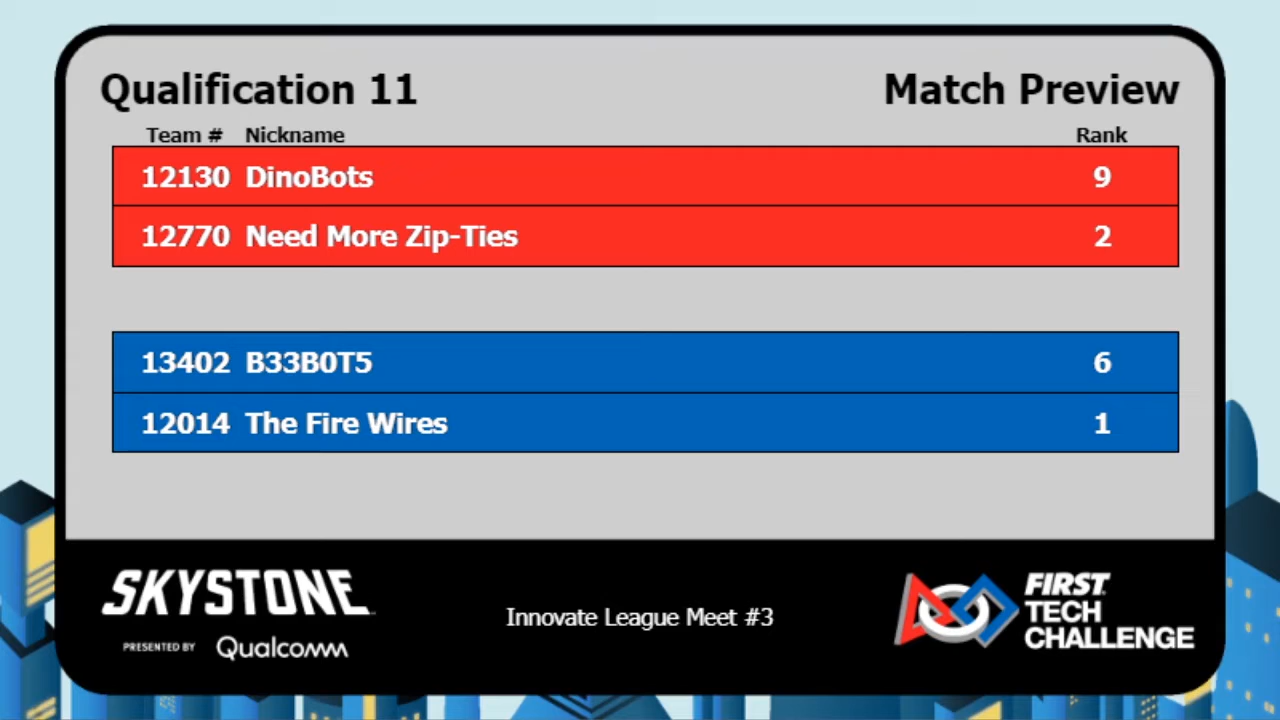 Qualification 11 Match Preview
Team # Nickname Rank
12130 DinoBots 9
12770 Need More Zip-Ties 2
13402 B33B0T5 6
12014 The Fire Wires 1
SKYSTONE
PRESENTED BY Qualcomm
Innovate League Meet #3
FIRST
TECH
CHALLENGE